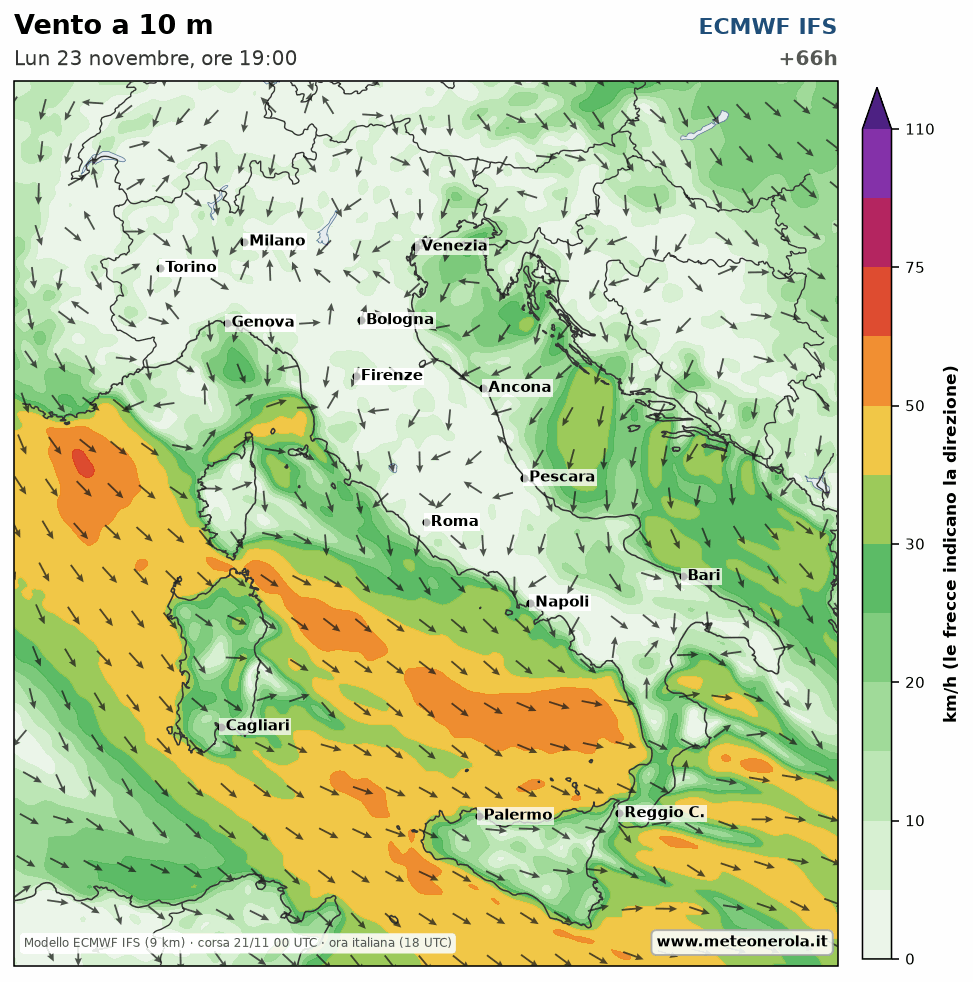 Vento a 10 m
ECMWF IFS
Lun 23 novembre, ore 19:00
+66h
110
Milano
Venezia
Torino
75
Genova
Bologna
Firenze
Ancona
50
Pescara
Roma
30
Bari
Napoli
20
Cagliari
Palermo
Reggio C.
10
Modello ECMWF IFS (9 km) · corsa 21/11 00 UTC · ora italiana (18 UTC)
www.meteonerola.it
0
km/h (le frecce indicano la direzione)